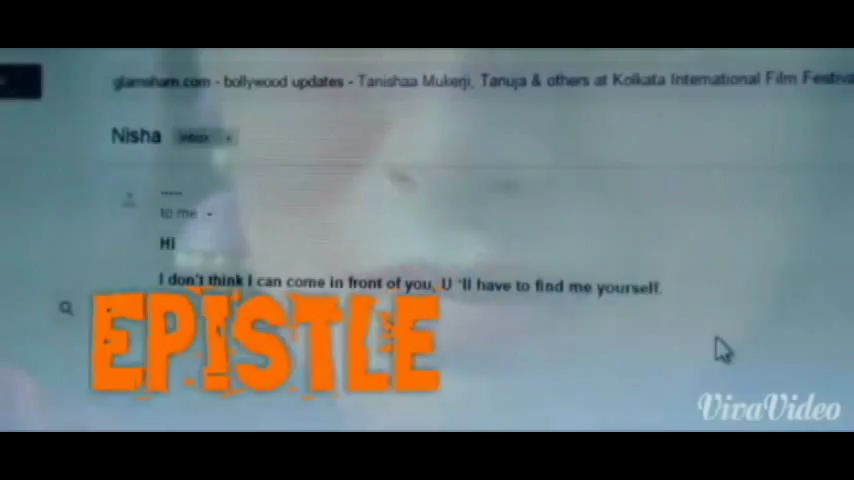 glamsham.com - bollywood updates - Tanishaa Mukerji, Tanuja & others at Kolkata International Film Festiva
Nisha inbox x
to me
Hi
I don't think I can come in front of you, U 'll have to find me yourself.
EPISTLE
VivaVideo